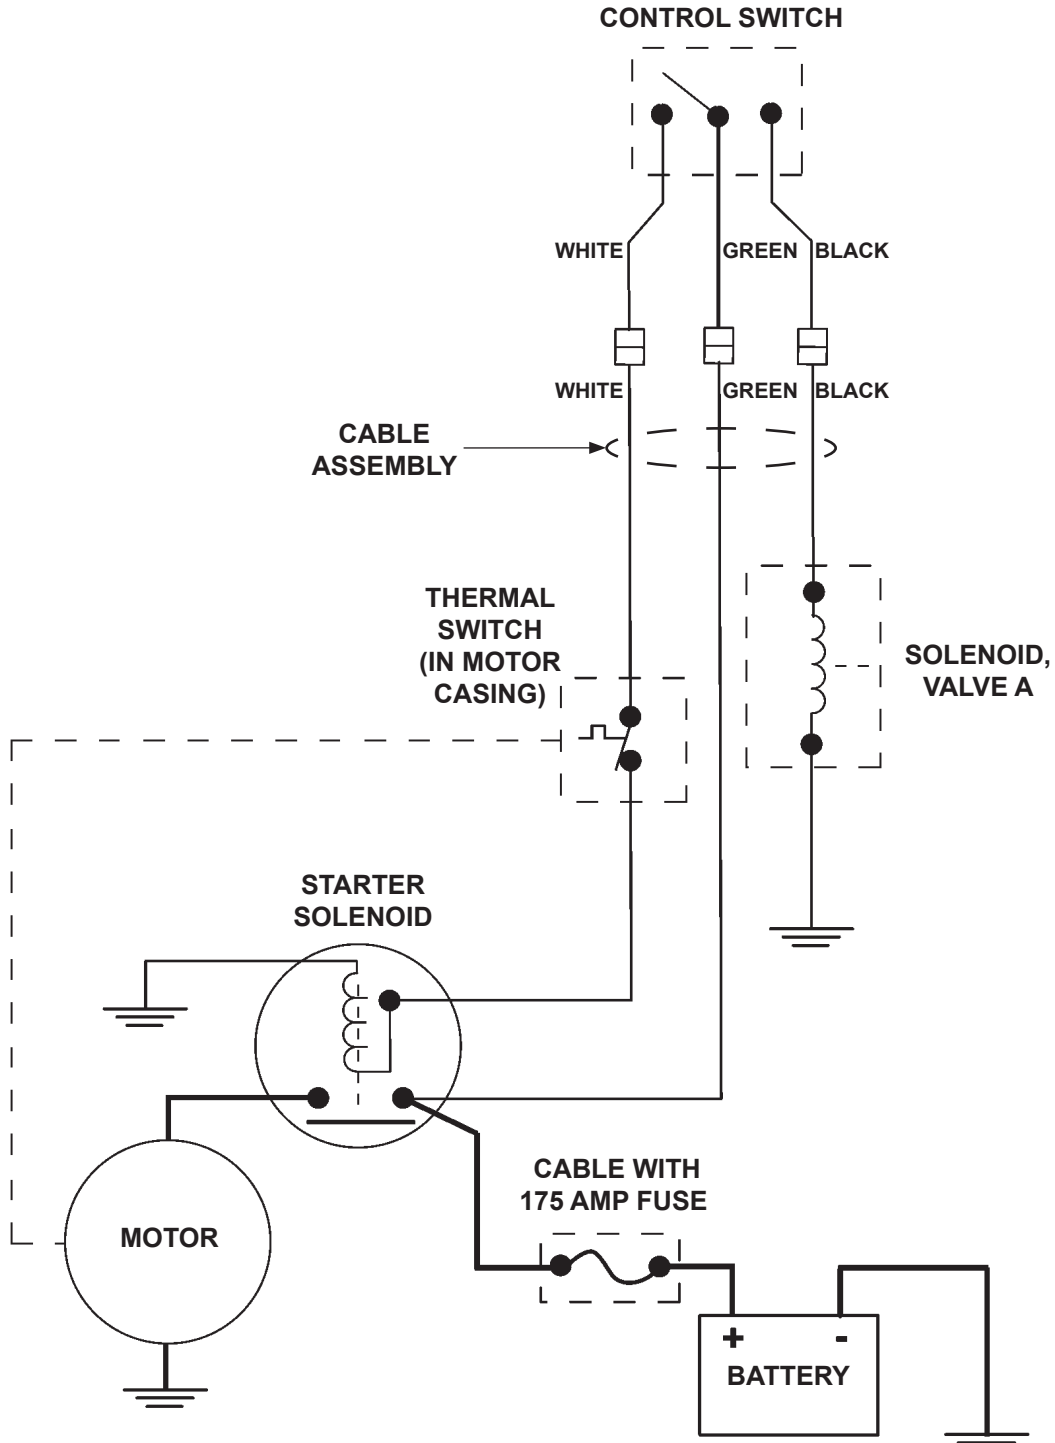 CONTROL SWITCH
WHITE
GREEN
BLACK
WHITE
GREEN
BLACK
CABLE
ASSEMBLY
THERMAL
SWITCH
(IN MOTOR
CASING)
SOLENOID,
VALVE A
STARTER
SOLENOID
CABLE WITH
175 AMP FUSE
MOTOR
+
-
BATTERY